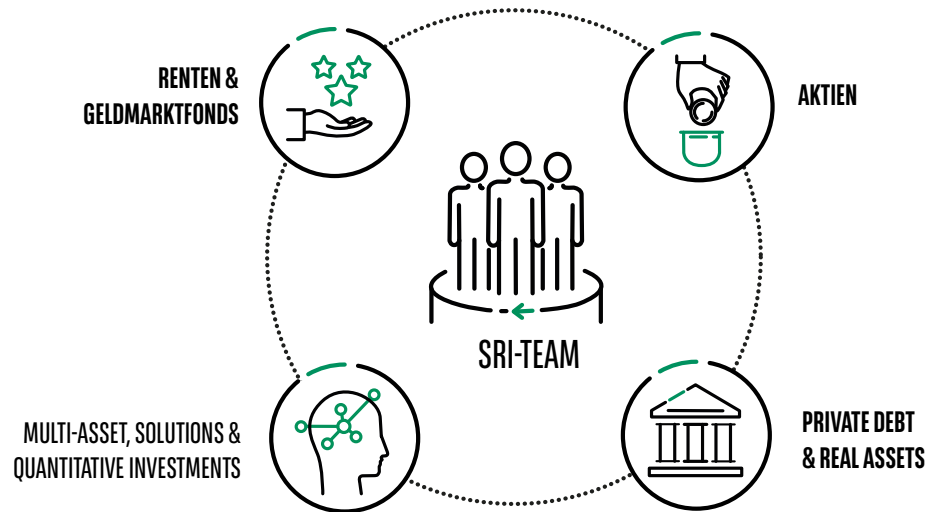 RENTEN &
GELDMARKTFONDS
AKTIEN
SRI-TEAM
MULTI-ASSET, SOLUTIONS &
QUANTITATIVE INVESTMENTS
PRIVATE DEBT
& REAL ASSETS